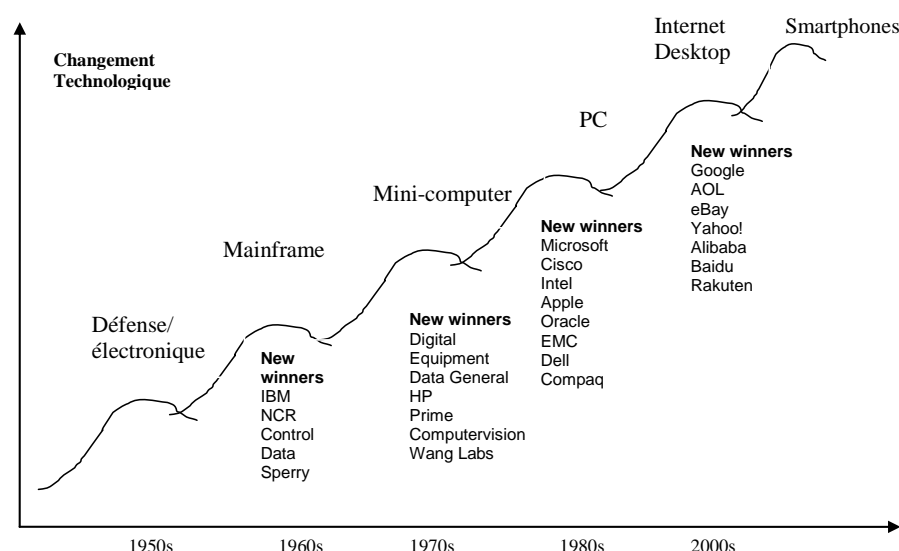 Changement
Technologique
Défense/
électronique
Mainframe
New
winners
IBM
NCR
Control
Data
Sperry
Mini-computer
New winners
Digital
Equipment
Data General
HP
Prime
Computervision
Wang Labs
PC
New winners
Microsoft
Cisco
Intel
Apple
Oracle
EMC
Dell
Compaq
Internet
Desktop
New winners
Google
AOL
eBay
Yahoo!
Alibaba
Baidu
Rakuten
Smartphones
1950s 1960s 1970s 1980s 2000s